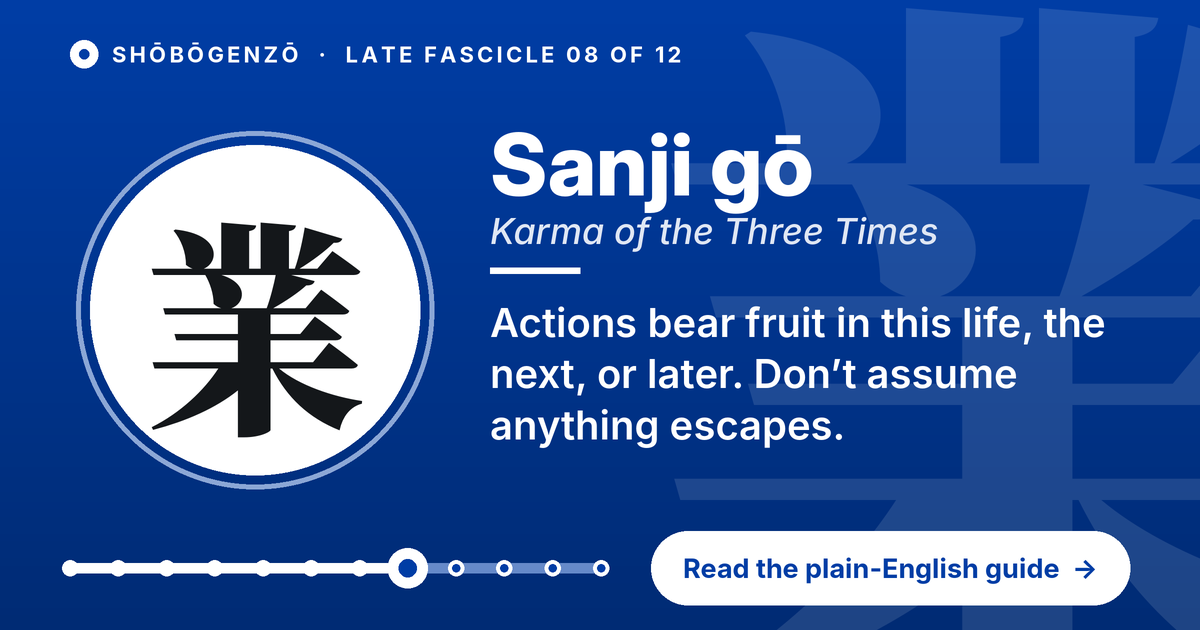 SHŌBŌGENZŌ · LATE FASCICLE 08 OF 12
業
Sanji gō
Karma of the Three Times
Actions bear fruit in this life, the
next, or later. Don’t assume
anything escapes.
Read the plain-English guide →